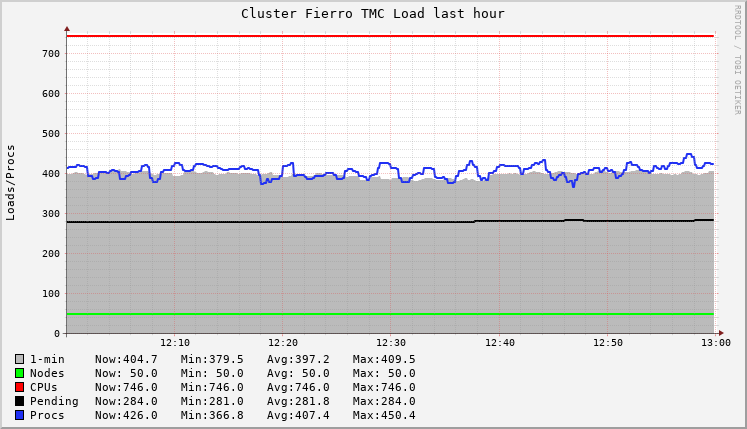 Cluster Fierro TMC Load last hour
RRDTOOL / TOBI OETIKER
Loads/Procs
700
600
500
400
300
200
100
0
12:10 12:20 12:30 12:40 12:50 13:00
1-min Now:404.7 Min:379.5 Avg:397.2 Max:409.5
Nodes Now: 50.0 Min: 50.0 Avg: 50.0 Max: 50.0
CPUs Now:746.0 Min:746.0 Avg:746.0 Max:746.0
Pending Now:284.0 Min:281.0 Avg:281.8 Max:284.0
Procs Now:426.0 Min:366.8 Avg:407.4 Max:450.4